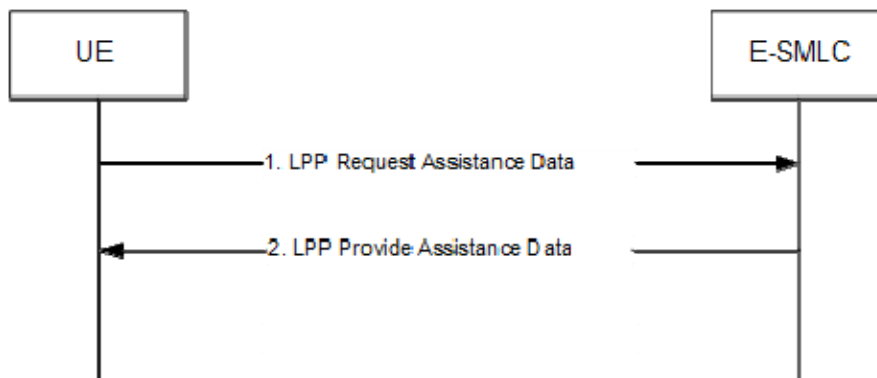 UE
E-SMLC
1. LPP Request Assistance Data
2. LPP Provide Assistance Data